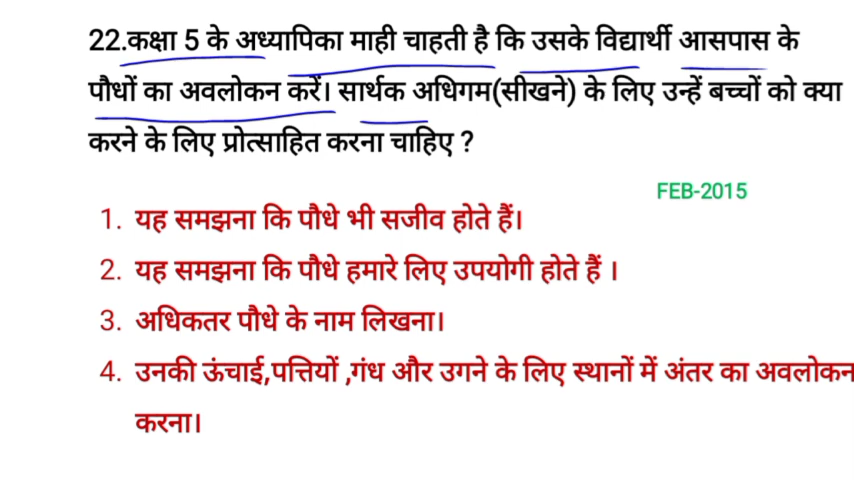 22.कक्षा 5 के अध्यापिका माही चाहती है कि उसके विद्यार्थी आसपास के
पौधों का अवलोकन करें। सार्थक अधिगम(सीखने) के लिए उन्हें बच्चों को क्या
करने के लिए प्रोत्साहित करना चाहिए ?
FEB-2015
1. यह समझना कि पौधे भी सजीव होते हैं।
2. यह समझना कि पौधे हमारे लिए उपयोगी होते हैं ।
3. अधिकतर पौधे के नाम लिखना।
4. उनकी ऊंचाई,पत्तियों ,गंध और उगने के लिए स्थानों में अंतर का अवलोकन
करना।